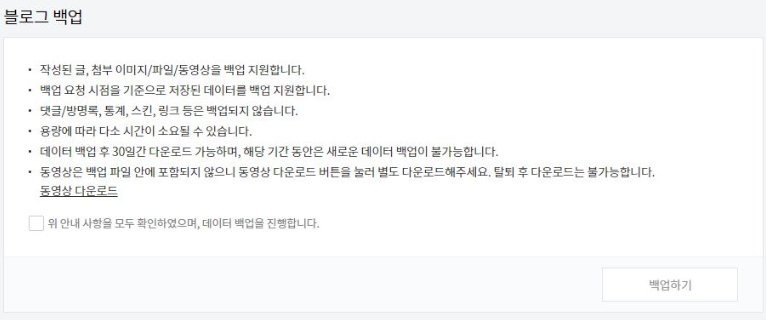 블로그 백업
· 작성된 글, 첨부 이미지/파일/동영상을 백업 지원합니다.
· 백업 요청 시점을 기준으로 저장된 데이터를 백업 지원합니다.
· 댓글/방명록, 통계, 스킨, 링크 등은 백업되지 않습니다.
· 용량에 따라 다소 시간이 소요될 수 있습니다.
· 데이터 백업 후 30일간 다운로드 가능하며, 해당 기간 동안은 새로운 데이터 백업이 불가능합니다.
· 동영상은 백업 파일 안에 포함되지 않으니 동영상 다운로드 버튼을 눌러 별도 다운로드해주세요. 탈퇴 후 다운로드는 불가능합니다.
동영상 다운로드
위 안내 사항을 모두 확인하였으며, 데이터 백업을 진행합니다.
백업하기